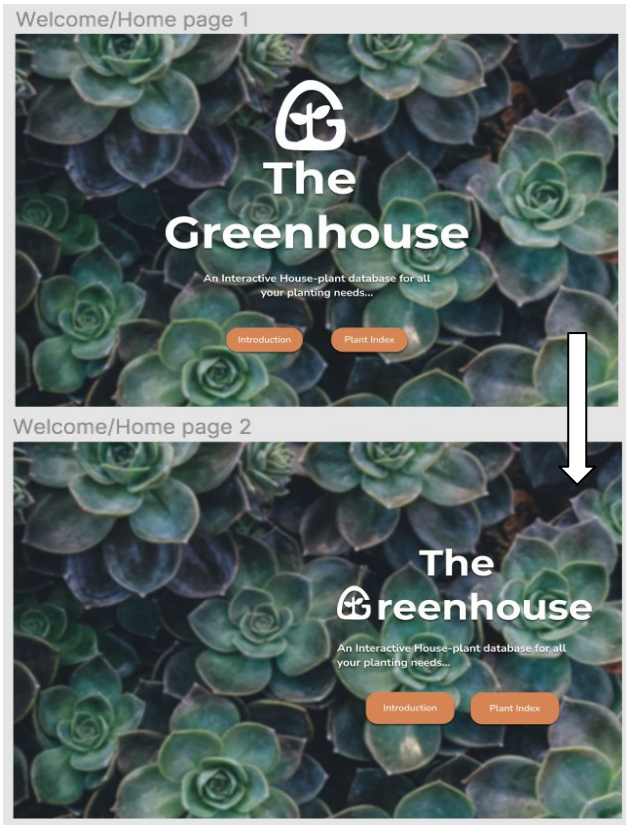 Welcome/Home page 1
The
Greenhouse
An Interactive House-plant database for all
your planting needs...
Introduction Plant Index
Welcome/Home page 2
The
Greenhouse
An Interactive House-plant database for all
your planting needs...
Introduction Plant Index